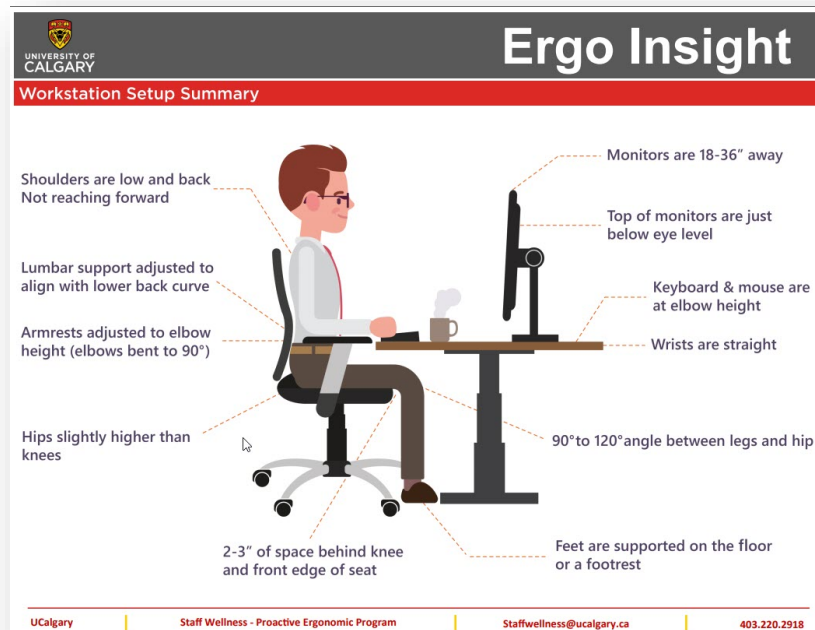 UNIVERSITY OF
CALGARY
Ergo Insight
Workstation Setup Summary
Shoulders are low and back
Not reaching forward
Lumbar support adjusted to
align with lower back curve
Armrests adjusted to elbow
height (elbows bent to 90°)
Hips slightly higher than
knees
2-3" of space behind knee
and front edge of seat
Monitors are 18-36" away
Top of monitors are just
below eye level
Keyboard & mouse are
at elbow height
Wrists are straight
90°to 120°angle between legs and hip
Feet are supported on the floor
or a footrest
UCalgary
Staff Wellness - Proactive Ergonomic Program
Staffwellness@ucalgary.ca
403.220.2918